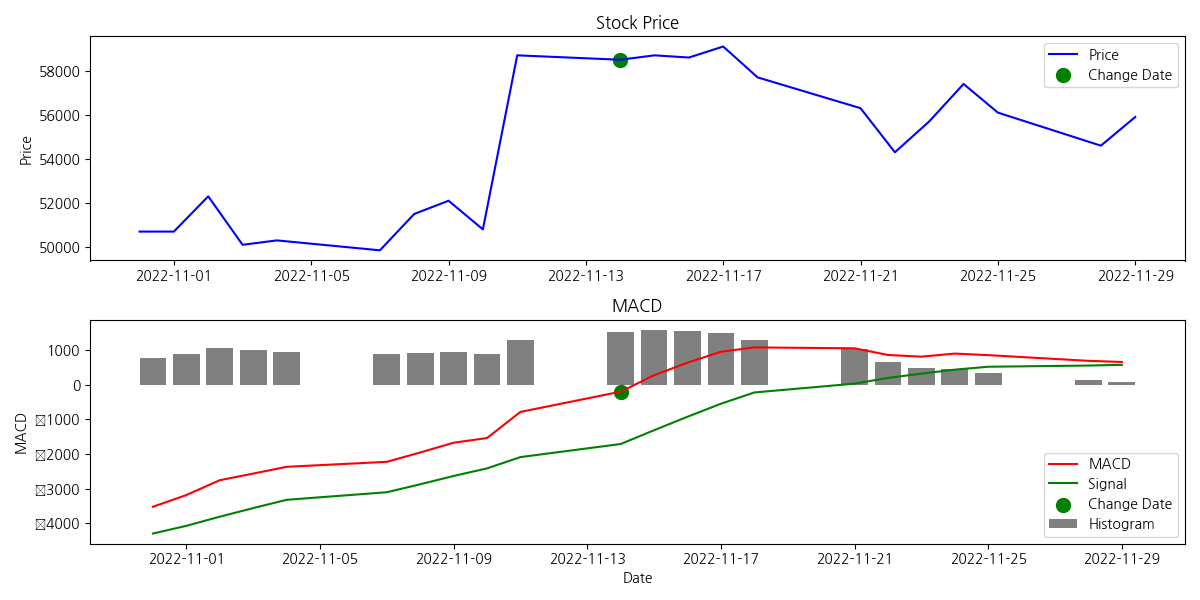 Stock Price
Price
58000
56000
54000
52000
50000
Price
Change Date
2022-11-01
2022-11-05
2022-11-09
2022-11-13
2022-11-17
2022-11-21
2022-11-25
2022-11-29
MACD
MACD
1000
0
1000
2000
3000
4000
MACD
Signal
Change Date
Histogram
2022-11-01
2022-11-05
2022-11-09
2022-11-13
2022-11-17
2022-11-21
2022-11-25
2022-11-29
Date